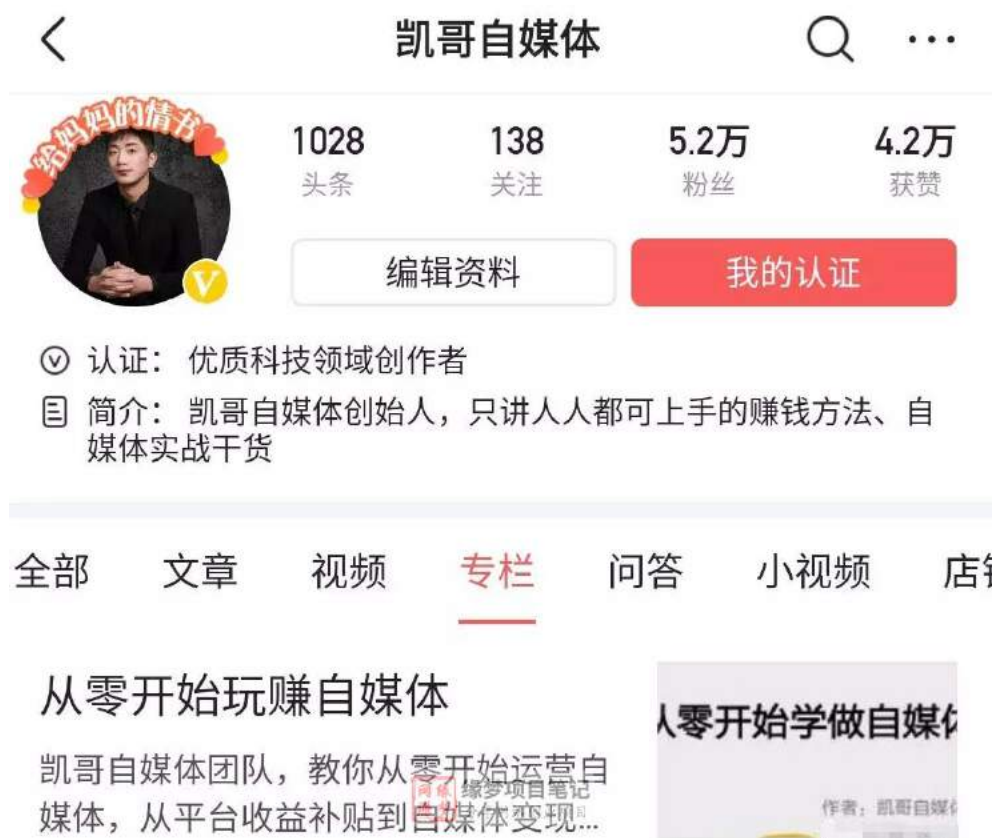 凯哥自媒体
给妈妈的情书
1028
138
5.2万
4.2万
头条
关注
粉丝
获赞
编辑资料
我的认证
认证： 优质科技领域创作者
简介： 凯哥自媒体创始人，只讲人人都可上手的赚钱方法、自
媒体实战干货
全部
文章
视频
专栏
问答
小视频
店
从零开始玩赚自媒体
从零开始学做自媒体
凯哥自媒体团队，教你从零开始运营自
媒体，从平台收益补贴到自媒体变现...
缘梦项目笔记
作者：凯哥自媒体